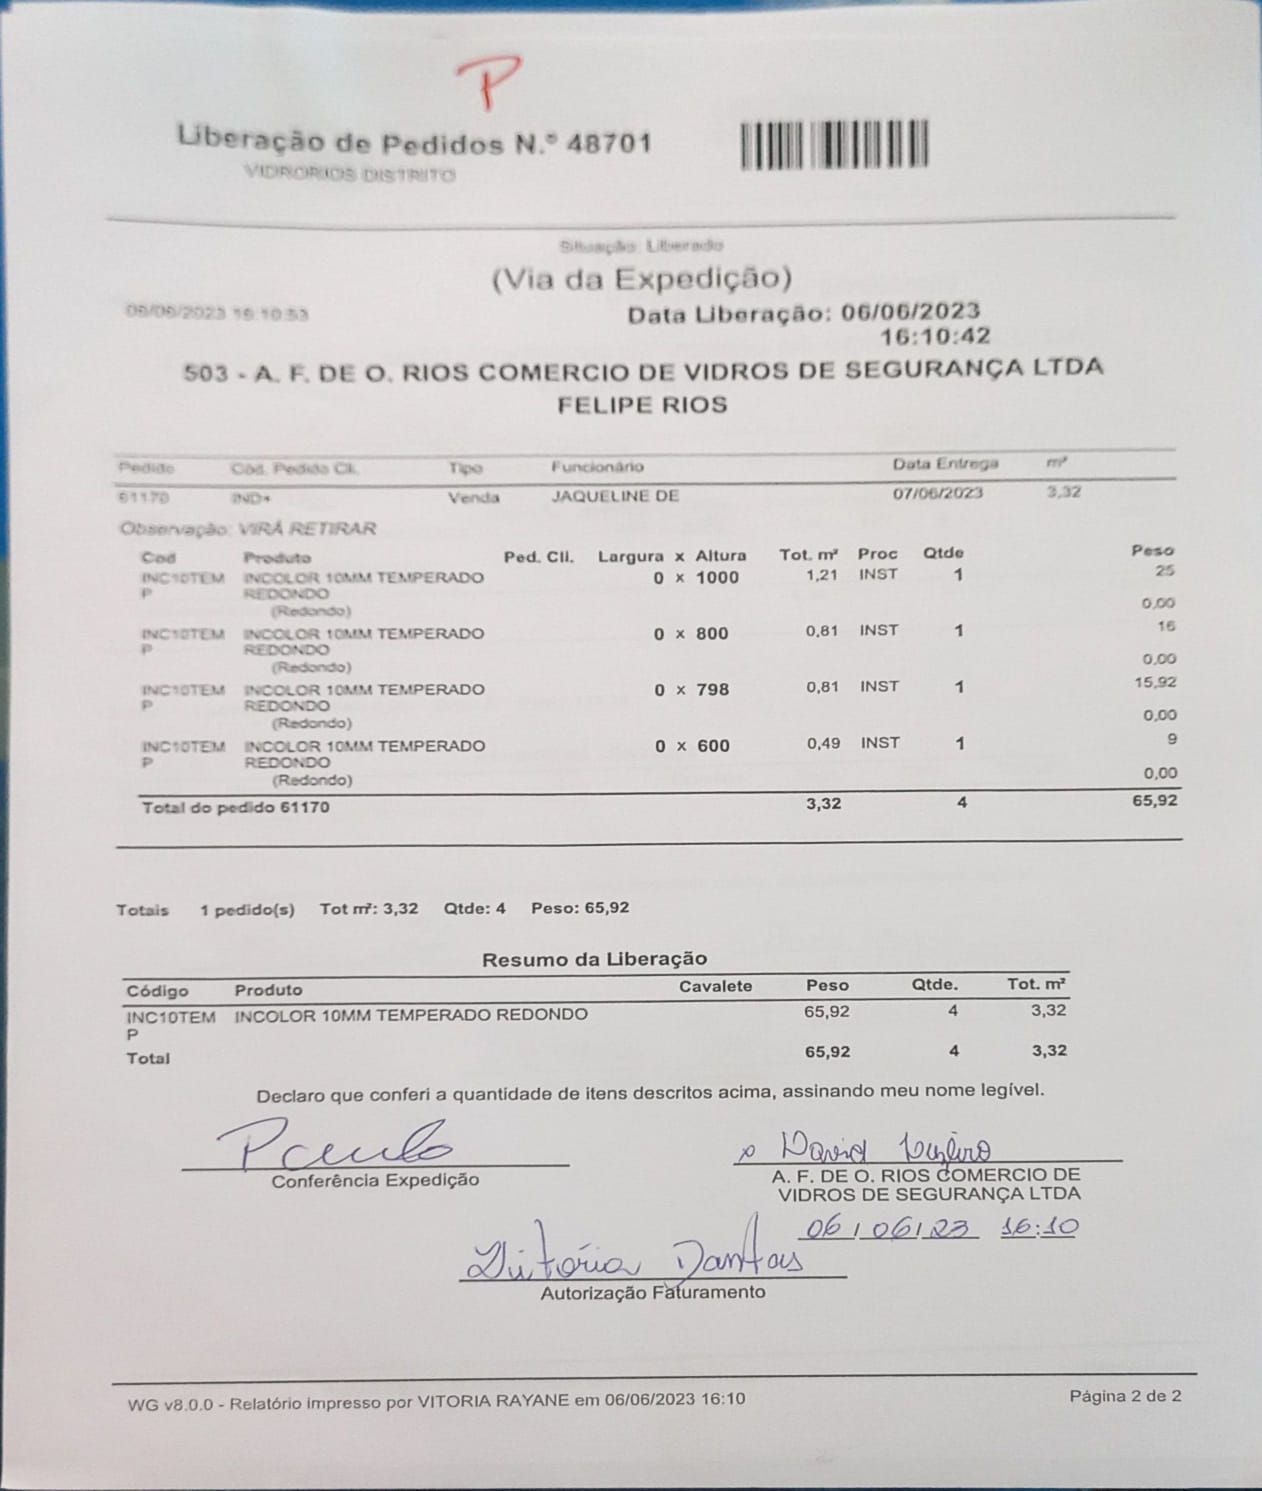 P
Liberação de Pedidos N.º 48701
VIDRORIOS DISTRITO
Situação: Liberado
(Via da Expedição)
06/06/2023 16:10:53
Data Liberação: 06/06/2023
16:10:42
503 - A. F. DE O. RIOS COMERCIO DE VIDROS DE SEGURANÇA LTDA
FELIPE RIOS
Pedido Cód. Pedido Cli. Tipo Funcionário Data Entrega m²
61170 IND+ Venda JAQUELINE DE 07/06/2023 3,32
Observação: VIRÁ RETIRAR
Cod Produto Ped. Cli. Largura x Altura Tot. m² Proc Qtde Peso
INC10TEM INCOLOR 10MM TEMPERADO 0 x 1000 1,21 INST 1 25
P REDONDO
(Redondo) 0,00
INC10TEM INCOLOR 10MM TEMPERADO 0 x 800 0,81 INST 1 16
P REDONDO
(Redondo) 0,00
INC10TEM INCOLOR 10MM TEMPERADO 0 x 798 0,81 INST 1 15,92
P REDONDO
(Redondo) 0,00
INC10TEM INCOLOR 10MM TEMPERADO 0 x 600 0,49 INST 1 9
P REDONDO
(Redondo) 0,00
Total do pedido 61170 3,32 4 65,92
Totais 1 pedido(s) Tot m²: 3,32 Qtde: 4 Peso: 65,92
Resumo da Liberação
Código Produto Cavalete Peso Qtde. Tot. m²
INC10TEM INCOLOR 10MM TEMPERADO REDONDO 65,92 4 3,32
P
Total 65,92 4 3,32
Declaro que conferi a quantidade de itens descritos acima, assinando meu nome legível.
Paulo
x David
Conferência Expedição
A. F. DE O. RIOS COMERCIO DE
VIDROS DE SEGURANÇA LTDA
06/06/23 16:10
Vitória Dantas
Autorização Faturamento
WG v8.0.0 - Relatório impresso por VITORIA RAYANE em 06/06/2023 16:10 Página 2 de 2